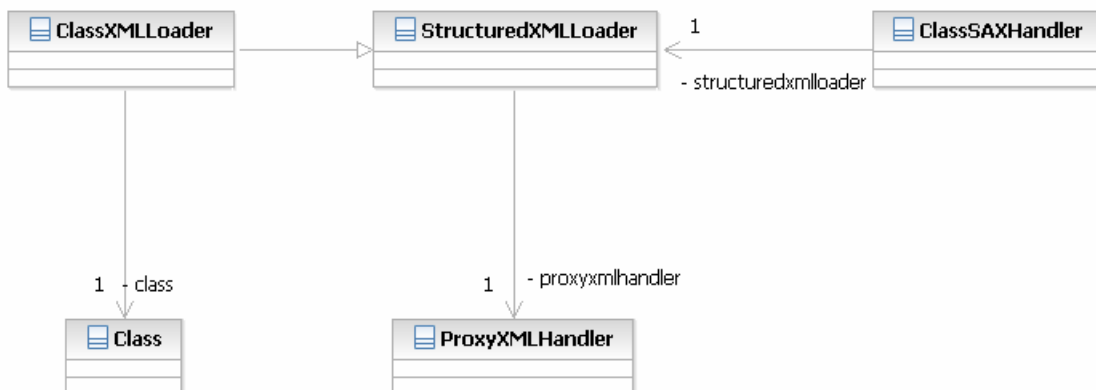 ClassXMLLoader
StructuredXMLLoader
1
ClassSAXHandler
- structuredxmlloader
1 - class
1 - proxyxmlhandler
Class
ProxyXMLHandler